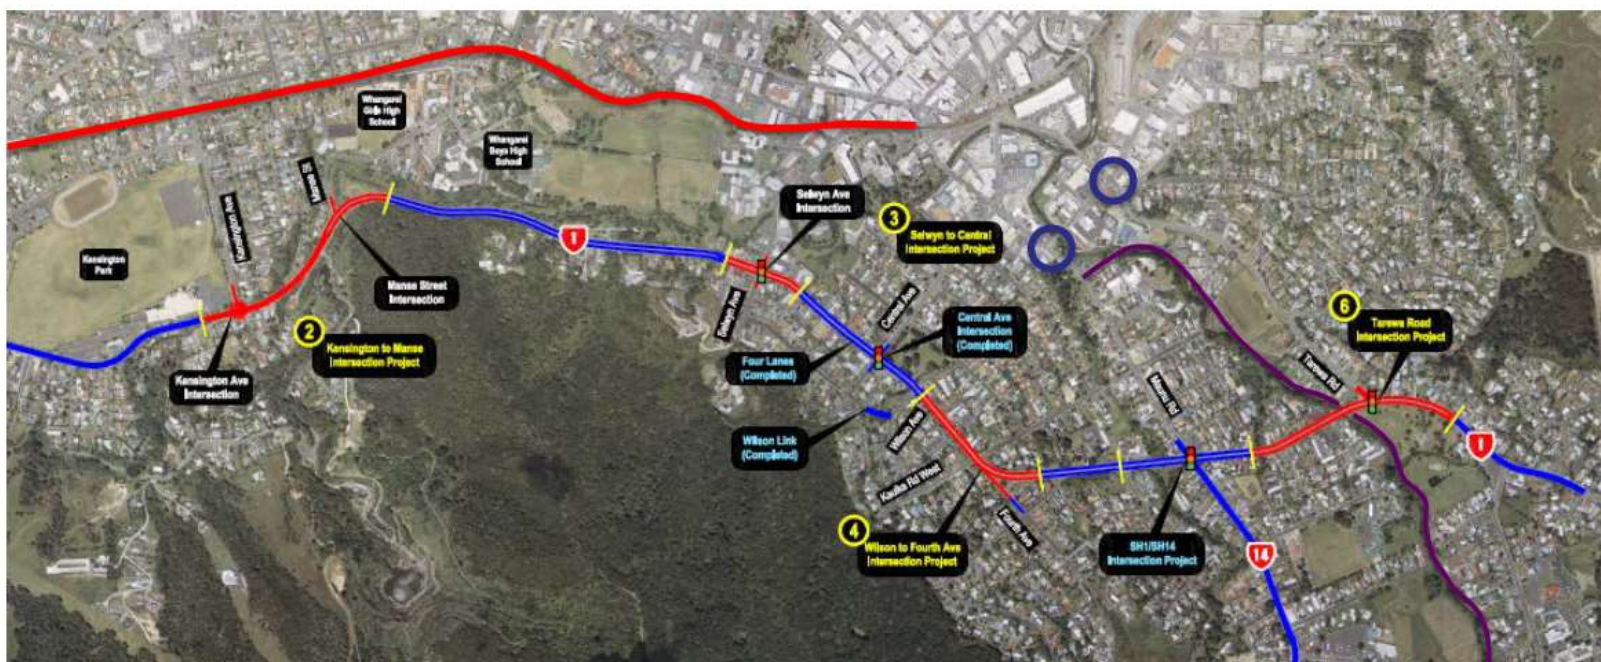 Whangarei
Girls High
School
Whangarei
Boys High
School
Manse St
Kensington Ave
Kensington
Park
Selwyn Ave
Intersection
3
Selwyn to Central
Intersection Project
1
Manse Street
Intersection
2
Kensington to Manse
Intersection Project
Kensington Ave
Intersection
Selwyn Ave
Central Ave
Central Ave
Intersection
(Completed)
Four Lanes
(Completed)
6
Tarewa Road
Intersection Project
Tarewa Rd
Maunu Rd
Wilson Ave
Wilson Link
(Completed)
1
Kauika Rd West
Fourth Ave
4
Wilson to Fourth Ave
Intersection Project
SH1/SH14
Intersection Project
14